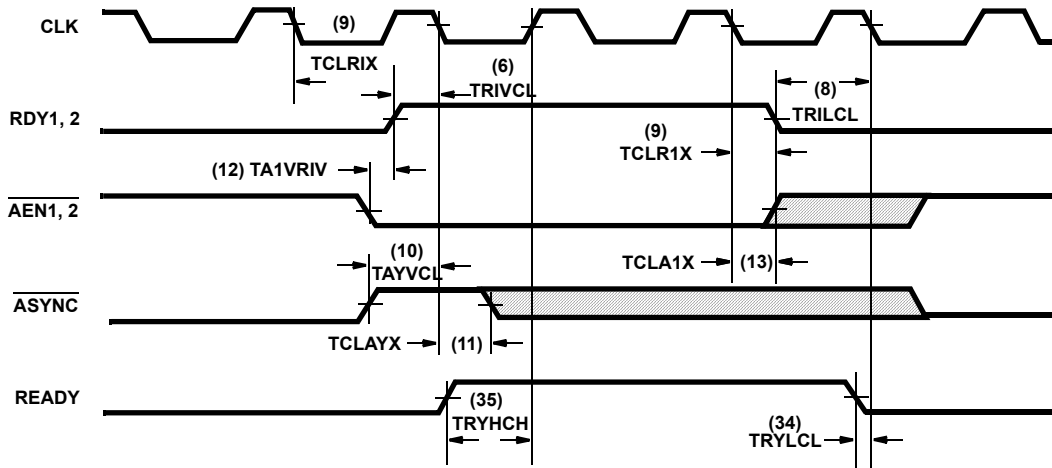 CLK
(9)
TCLRIX
(6)
TRIVCL
(8)
TRILCL
RDY1, 2
(9)
TCLR1X
(12) TA1VRIV
AEN1, 2
(10)
TAYVCL
TCLA1X (13)
ASYNC
TCLAYX (11)
READY
(35)
TRYHCH
(34)
TRYLCL